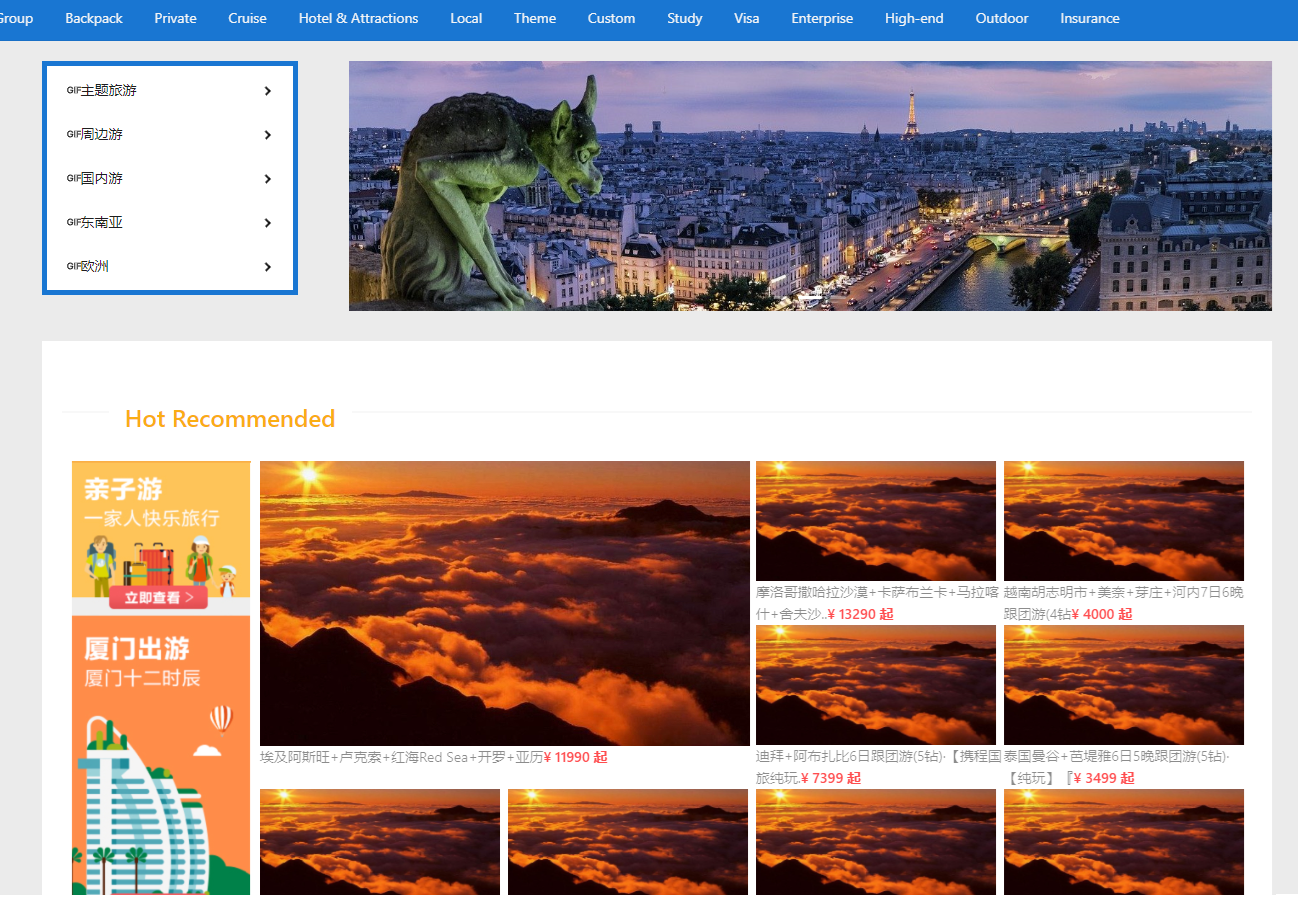 Group Backpack Private Cruise Hotel & Attractions Local Theme Custom Study Visa Enterprise High-end Outdoor Insurance
GIF主题旅游
GIF周边游
GIF国内游
GIF东南亚
GIF欧洲
Hot Recommended
亲子游
一家人快乐旅行
立即查看 >
厦门出游
厦门十二时辰
埃及阿斯旺+卢克索+红海Red Sea+开罗+亚历¥ 11990 起
摩洛哥撒哈拉沙漠+卡萨布兰卡+马拉喀
什+舍夫沙..¥ 13290 起
越南胡志明市+美奈+芽庄+河内7日6晚
跟团游(4钻¥ 4000 起
迪拜+阿布扎比6日跟团游(5钻)·【携程国
旅纯玩.¥ 7399 起
泰国曼谷+芭堤雅6日5晚跟团游(5钻)·
【纯玩】『¥ 3499 起